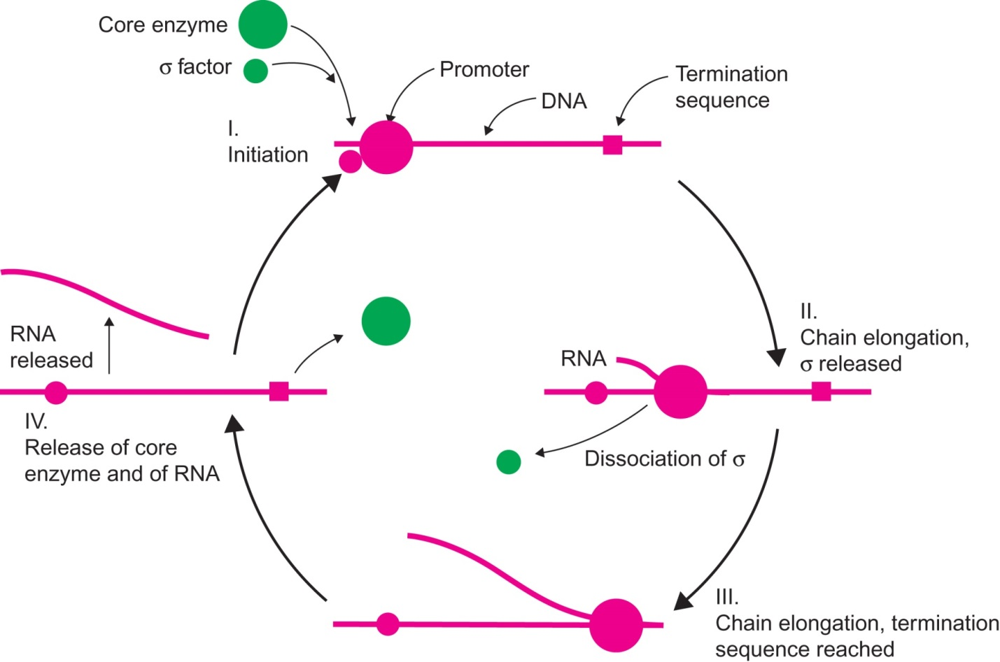 Core enzyme
σ factor
Promoter
DNA
Termination
sequence
I.
Initiation
II.
Chain elongation,
σ released
RNA
Dissociation of σ
III.
Chain elongation, termination
sequence reached
RNA
released
IV.
Release of core
enzyme and of RNA